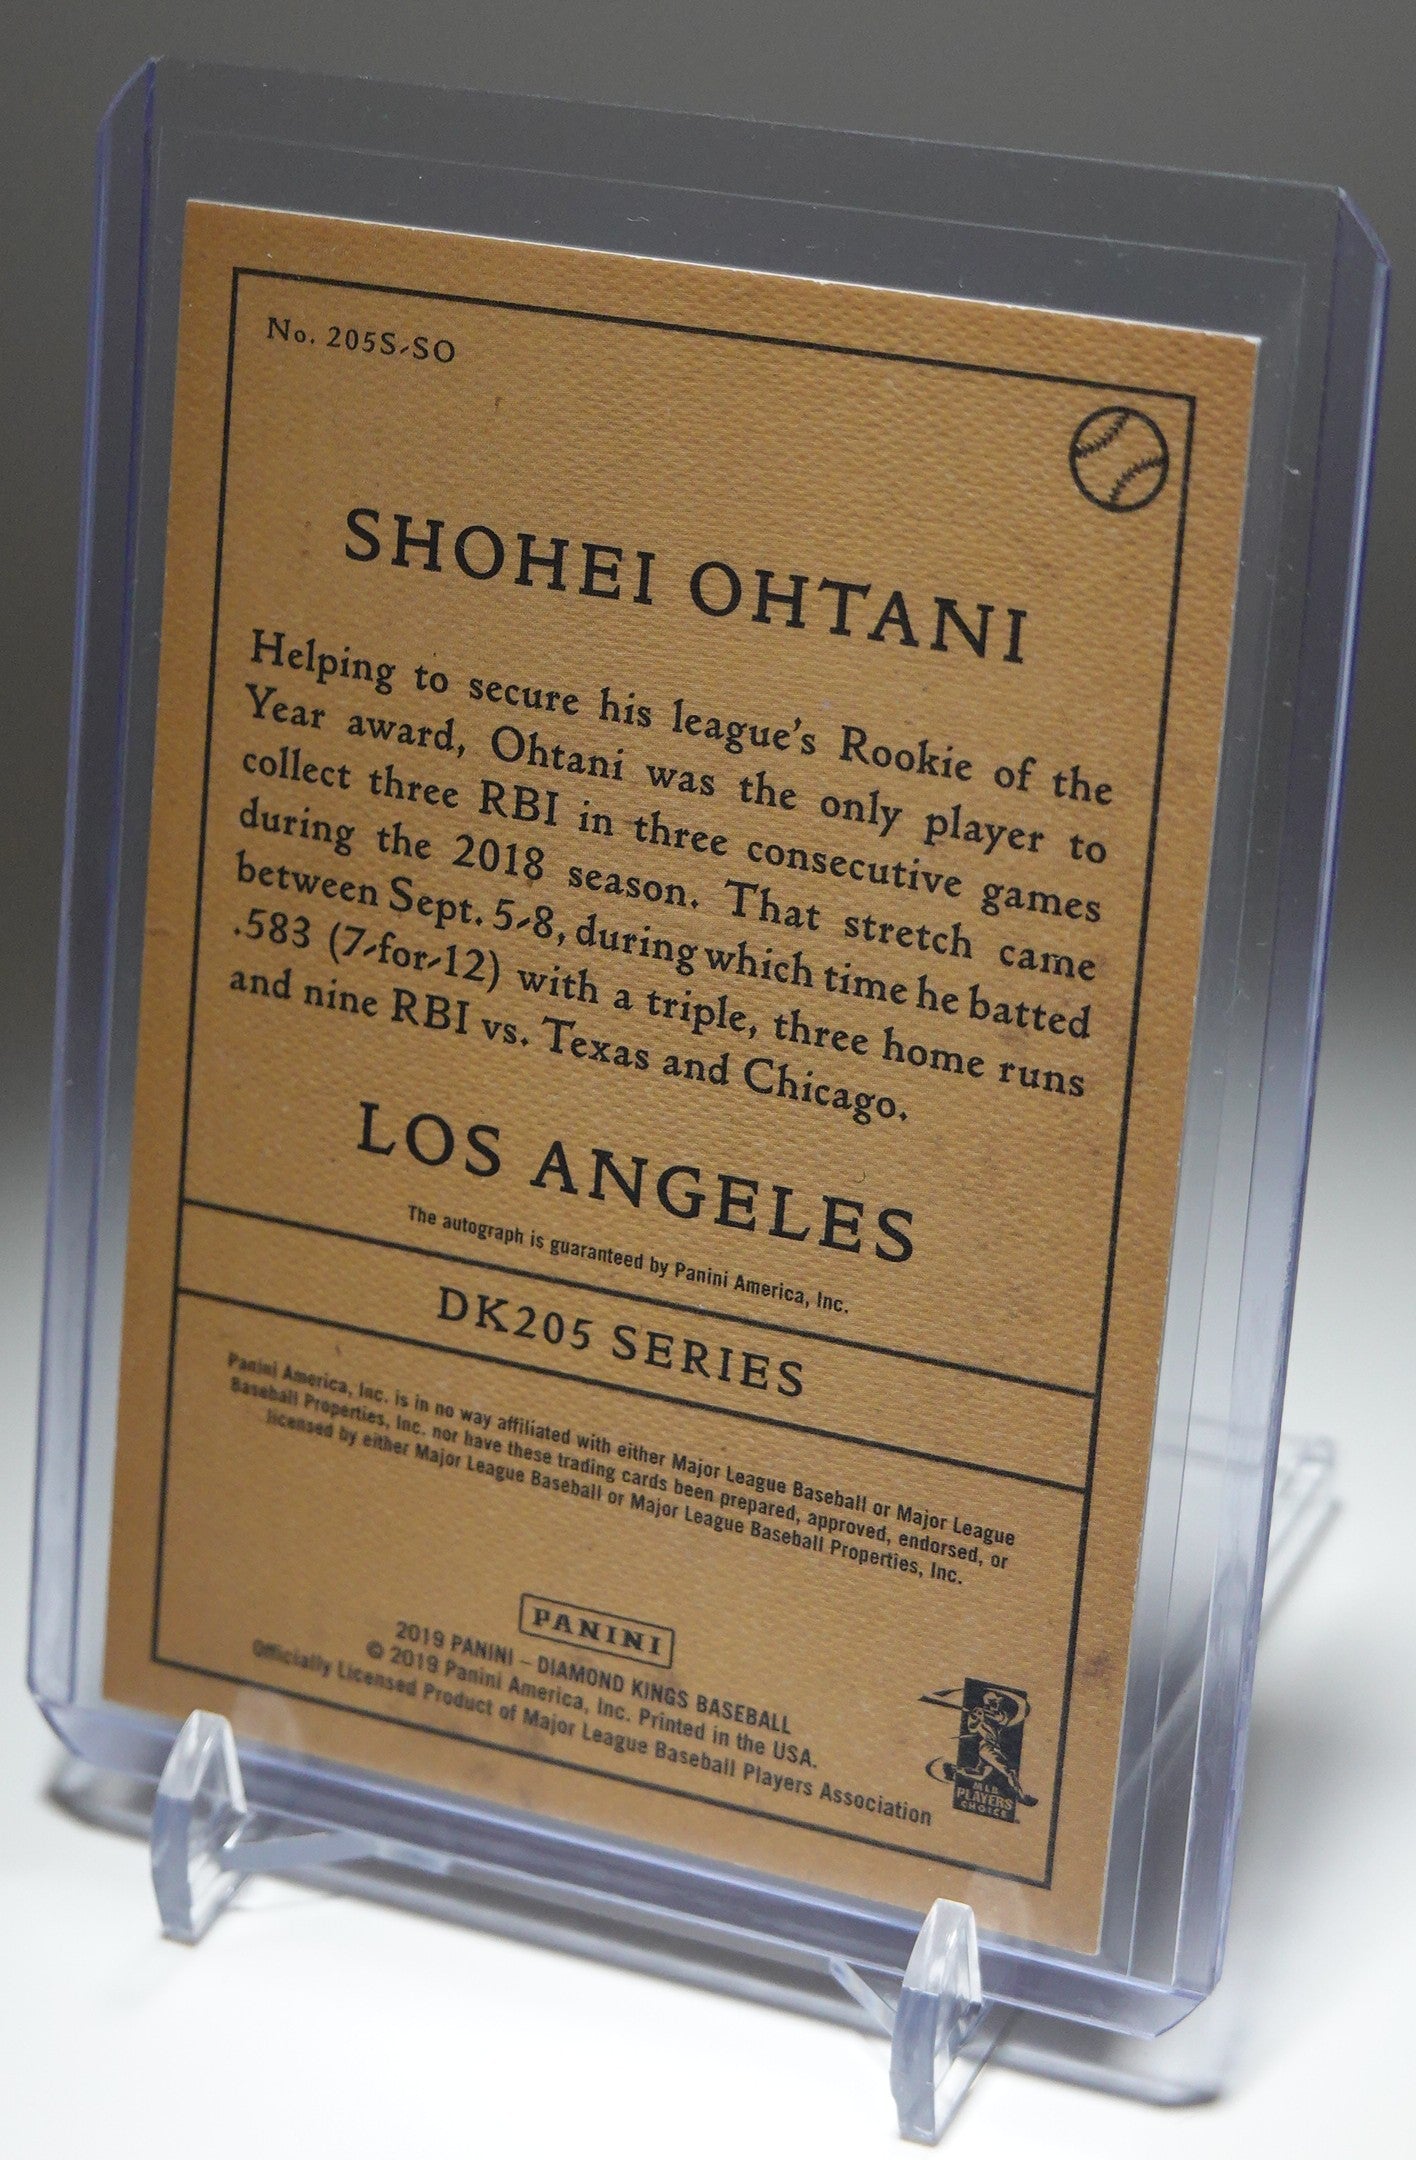 No. 205S-SO
SHOHEI OHTANI
Helping to secure his league's Rookie of the
Year award, Ohtani was the only player to
collect three RBI in three consecutive games
during the 2018 season. That stretch came
between Sept. 5-8, during which time he batted
.583 (7-for-12) with a triple, three home runs
and nine RBI vs. Texas and Chicago.
LOS ANGELES
The autograph is guaranteed by Panini America, Inc.
DK205 SERIES
Panini America, Inc. is in no way affiliated with either Major League Baseball or Major League
Baseball Properties, Inc. nor have these trading cards been prepared, approved, endorsed, or
licensed by either Major League Baseball or Major League Baseball Properties, Inc.
PANINI
2019 PANINI – DIAMOND KINGS BASEBALL
© 2019 Panini America, Inc. Printed in the USA.
Officially Licensed Product of Major League Baseball Players Association
MLB
PLAYERS
CHOICE